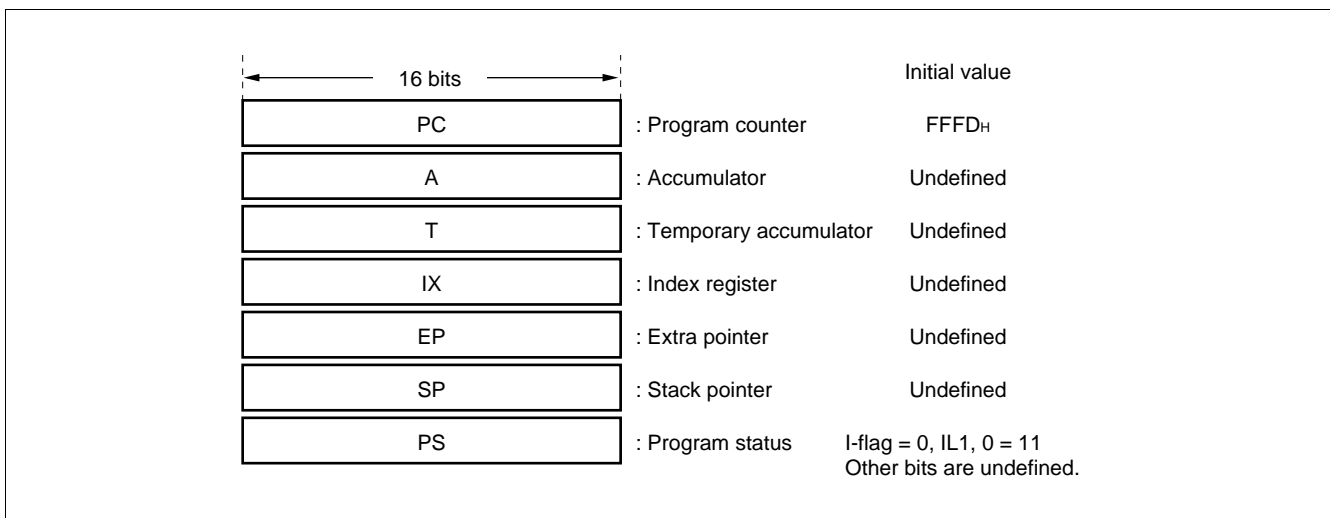 16 bits Initial value
PC : Program counter FFFDH
A : Accumulator Undefined
T : Temporary accumulator Undefined
IX : Index register Undefined
EP : Extra pointer Undefined
SP : Stack pointer Undefined
PS : Program status I-flag = 0, IL1, 0 = 11
Other bits are undefined.